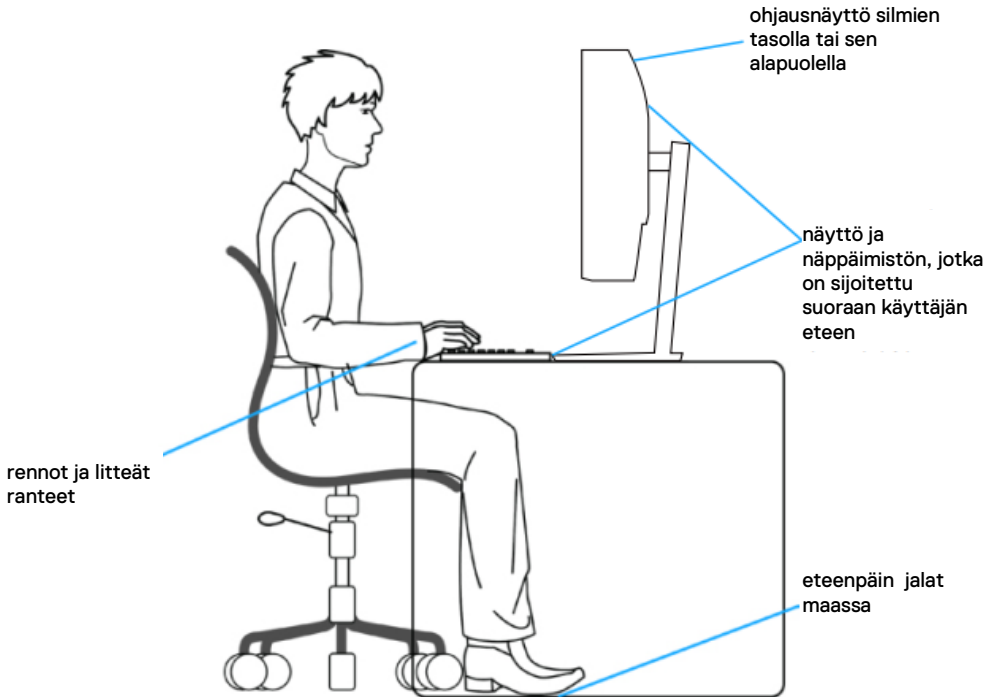 ohjausnäyttö silmien
tasolla tai sen
alapuolella
näyttö ja
näppäimistön, jotka
on sijoitettu
suoraan käyttäjän
eteen
rennot ja litteät
ranteet
eteenpäin jalat
maassa